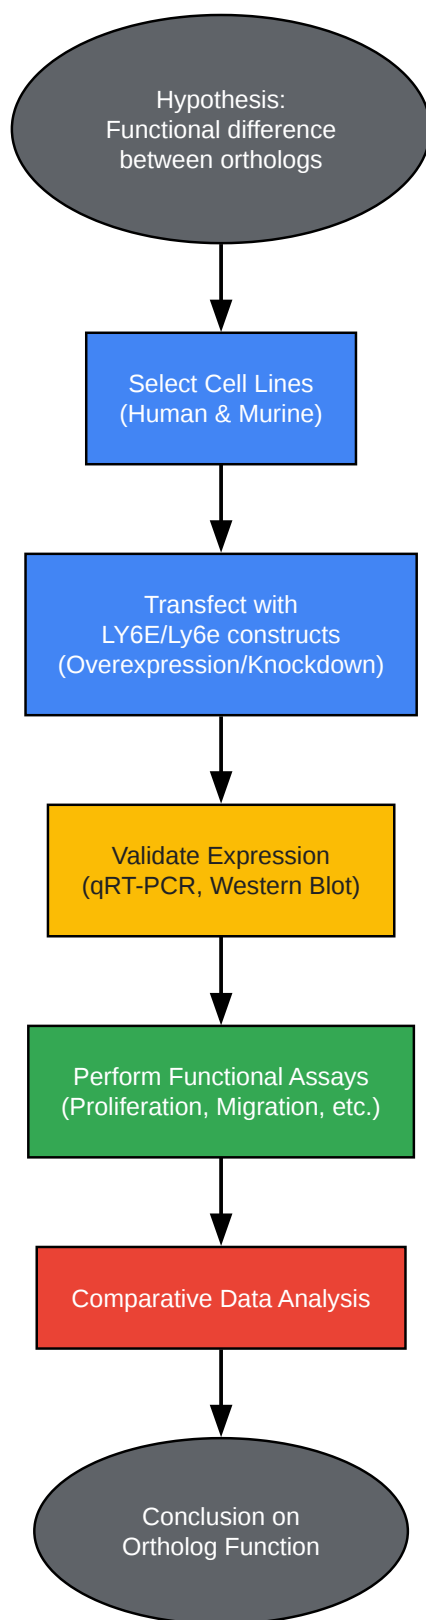 Hypothesis:
Functional difference
between orthologs
Select Cell Lines
(Human & Murine)
Transfect with
LY6E/Ly6e constructs
(Overexpression/Knockdown)
Validate Expression
(qRT-PCR, Western Blot)
Perform Functional Assays
(Proliferation, Migration, etc.)
Comparative Data Analysis
Conclusion on
Ortholog Function